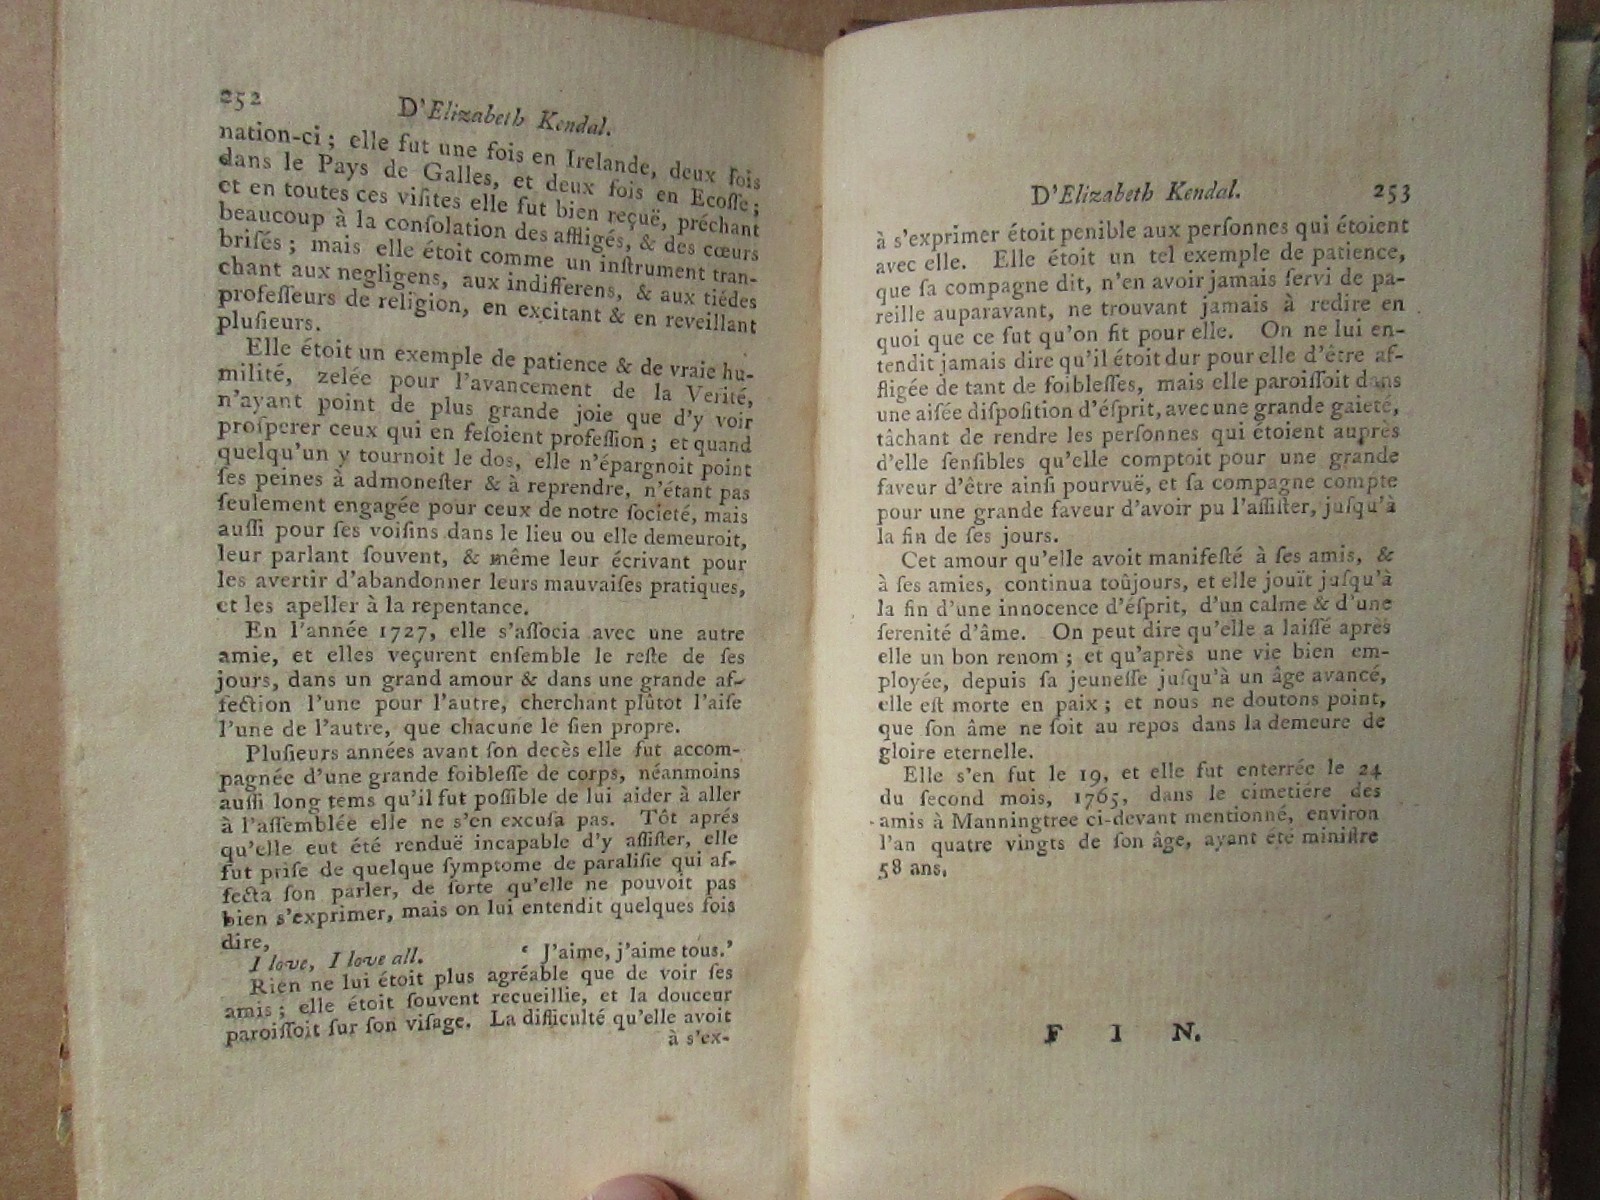 252
D'Elizabeth Kendal.
nation-ci ; elle fut une fois en Irelande, deux fois
dans le Pays de Galles, et deux fois en Ecoſſe ;
et en toutes ces viſites elle fut bien reçuë, préchant
beaucoup à la conſolation des affligés, & des cœurs
briſés ; mais elle étoit comme un inſtrument tran-
chant aux negligens, aux indifferens, & aux tiédes
profeſſeurs de religion, en excitant & en reveillant
pluſieurs.
Elle étoit un exemple de patience & de vraie hu-
milité, zelée pour l'avancement de la Verité,
n'ayant point de plus grande joie que d'y voir
proſperer ceux qui en feſoient profeſſion ; et quand
quelqu'un y tournoit le dos, elle n'épargnoit point
ſes peines à admoneſter & à reprendre, n'étant pas
ſeulement engagée pour ceux de notre ſocieté, mais
auſſi pour ſes voiſins dans le lieu ou elle demeuroit,
leur parlant ſouvent, & même leur écrivant pour
les avertir d'abandonner leurs mauvaiſes pratiques,
et les apeller à la repentance.
En l'année 1727, elle s'aſſocia avec une autre
amie, et elles veçurent enſemble le reſte de ſes
jours, dans un grand amour & dans une grande af-
fection l'une pour l'autre, cherchant plûtot l'aiſe
l'une de l'autre, que chacune le ſien propre.
Pluſieurs années avant ſon decès elle fut accom-
pagnée d'une grande foibleſſe de corps, néanmoins
auſſi long tems qu'il fut poſſible de lui aider à aller
à l'aſſemblée elle ne s'en excuſa pas. Tôt aprés
qu'elle eut été renduë incapable d'y aſſiſter, elle
fut priſe de quelque ſymptome de paraliſie qui af-
fecta ſon parler, de ſorte qu'elle ne pouvoit pas
bien s'exprimer, mais on lui entendit quelques fois
dire,
I love, I love all. ‘ J'aime, j'aime tous.’
Rien ne lui étoit plus agréable que de voir ſes
amis ; elle étoit ſouvent recueillie, et la douceur
paroiſſoit ſur ſon viſage. La difficulté qu'elle avoit
à s'ex-
D'Elizabeth Kendal. 253
à s'exprimer étoit penible aux perſonnes qui étoient
avec elle. Elle étoit un tel exemple de patience,
que ſa compagne dit, n'en avoir jamais ſervi de pa-
reille auparavant, ne trouvant jamais à redire en
quoi que ce fut qu'on fit pour elle. On ne lui en-
tendit jamais dire qu'il étoit dur pour elle d'être af-
fligée de tant de foibleſſes, mais elle paroiſſoit dans
une aiſée diſpoſition d'éſprit, avec une grande gaieté,
tâchant de rendre les perſonnes qui étoient auprès
d'elle ſenſibles qu'elle comptoit pour une grande
faveur d'être ainſi pourvuë, et ſa compagne compte
pour une grande faveur d'avoir pu l'aſſiſter, juſqu'à
la fin de ſes jours.
Cet amour qu'elle avoit manifeſté à ſes amis, &
à ſes amies, continua toûjours, et elle jouït juſqu'à
la fin d'une innocence d'éſprit, d'un calme & d'une
ſerenité d'âme. On peut dire qu'elle a laiſſé après
elle un bon renom ; et qu'après une vie bien em-
ployée, depuis ſa jeuneſſe juſqu'à un âge avancé,
elle eſt morte en paix ; et nous ne doutons point,
que ſon âme ne ſoit au repos dans la demeure de
gloire eternelle.
Elle s'en fut le 19, et elle fut enterrée le 24
du ſecond mois, 1765, dans le cimetiére des
amis à Manningtree ci-devant mentionné, environ
l'an quatre vingts de ſon âge, ayant été miniſtre
58 ans.
F I N.